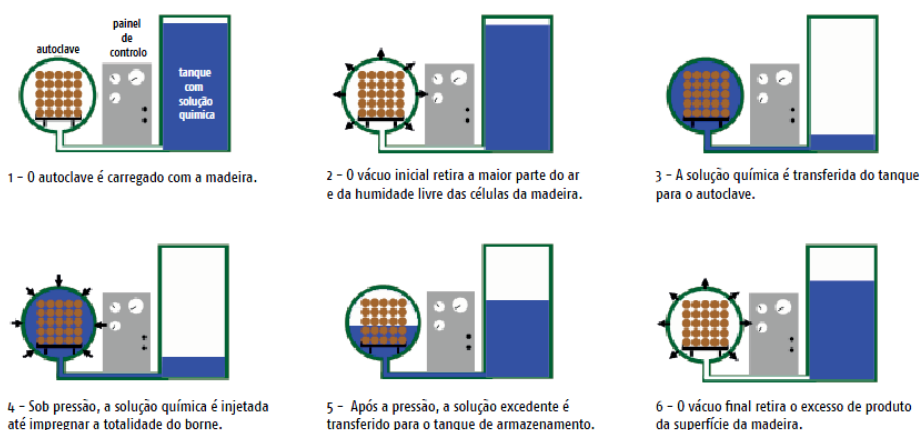 autoclave
painel
de
controlo
tanque
com
solução
química
1 - O autoclave é carregado com a madeira.
2 - O vácuo inicial retira a maior parte do ar
e da humidade livre das células da madeira.
3 - A solução química é transferida do tanque
para o autoclave.
4 - Sob pressão, a solução química é injetada
até impregnar a totalidade do borne.
5 - Após a pressão, a solução excedente é
transferido para o tanque de armazenamento.
6 - O vácuo final retira o excesso de produto
da superfície da madeira.